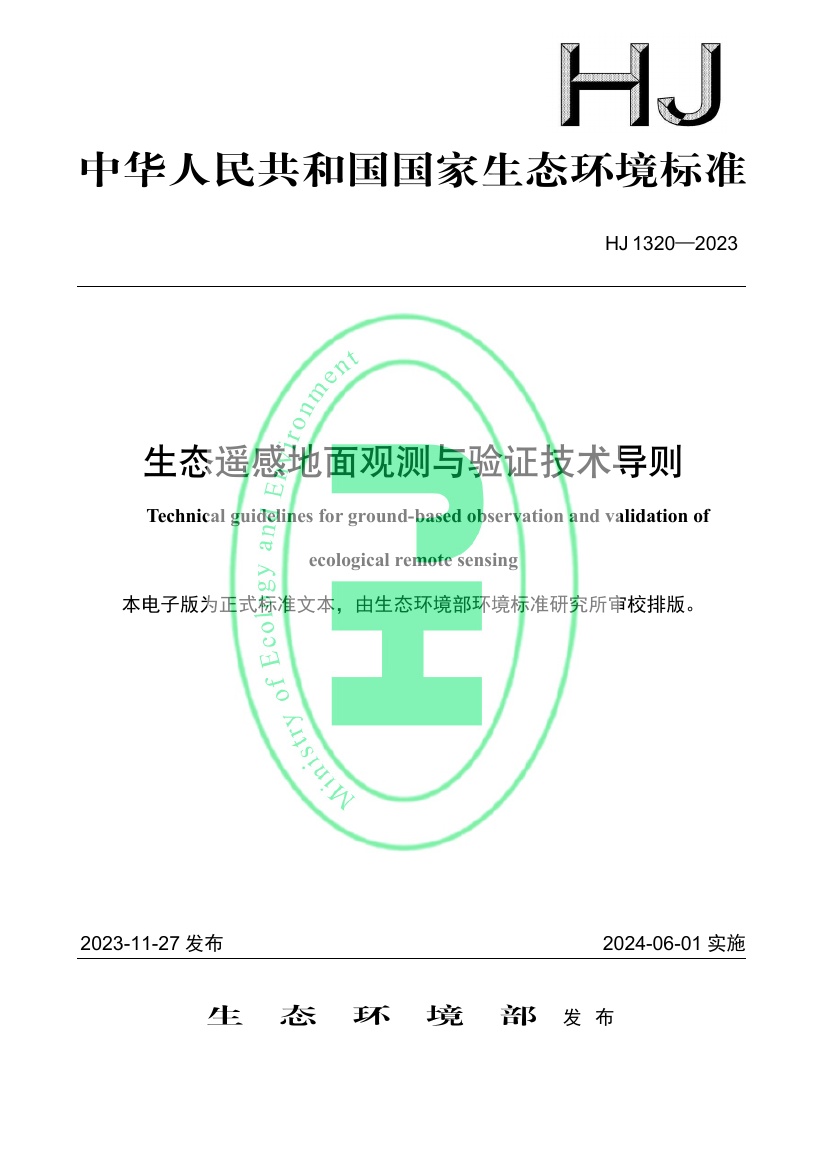 HJ
中华人民共和国国家生态环境标准
HJ 1320—2023
生态遥感地面观测与验证技术导则
Technical guidelines for ground-based observation and validation of
ecological remote sensing
本电子版为正式标准文本，由生态环境部环境标准研究所审校排版。
Ministry of Ecology and Environment
HJ
2023-11-27 发布
2024-06-01 实施
生态环境部 发布